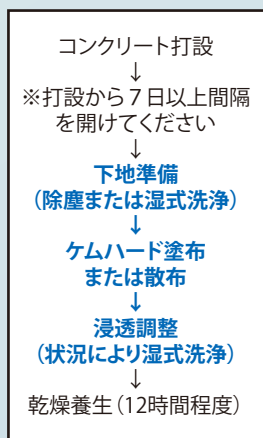 コンクリート打設
↓
※打設から７日以上間隔
を開けてください
↓
下地準備
(除塵または湿式洗浄)
↓
ケムハード塗布
または散布
↓
浸透調整
(状況により湿式洗浄)
↓
乾燥養生(12時間程度)